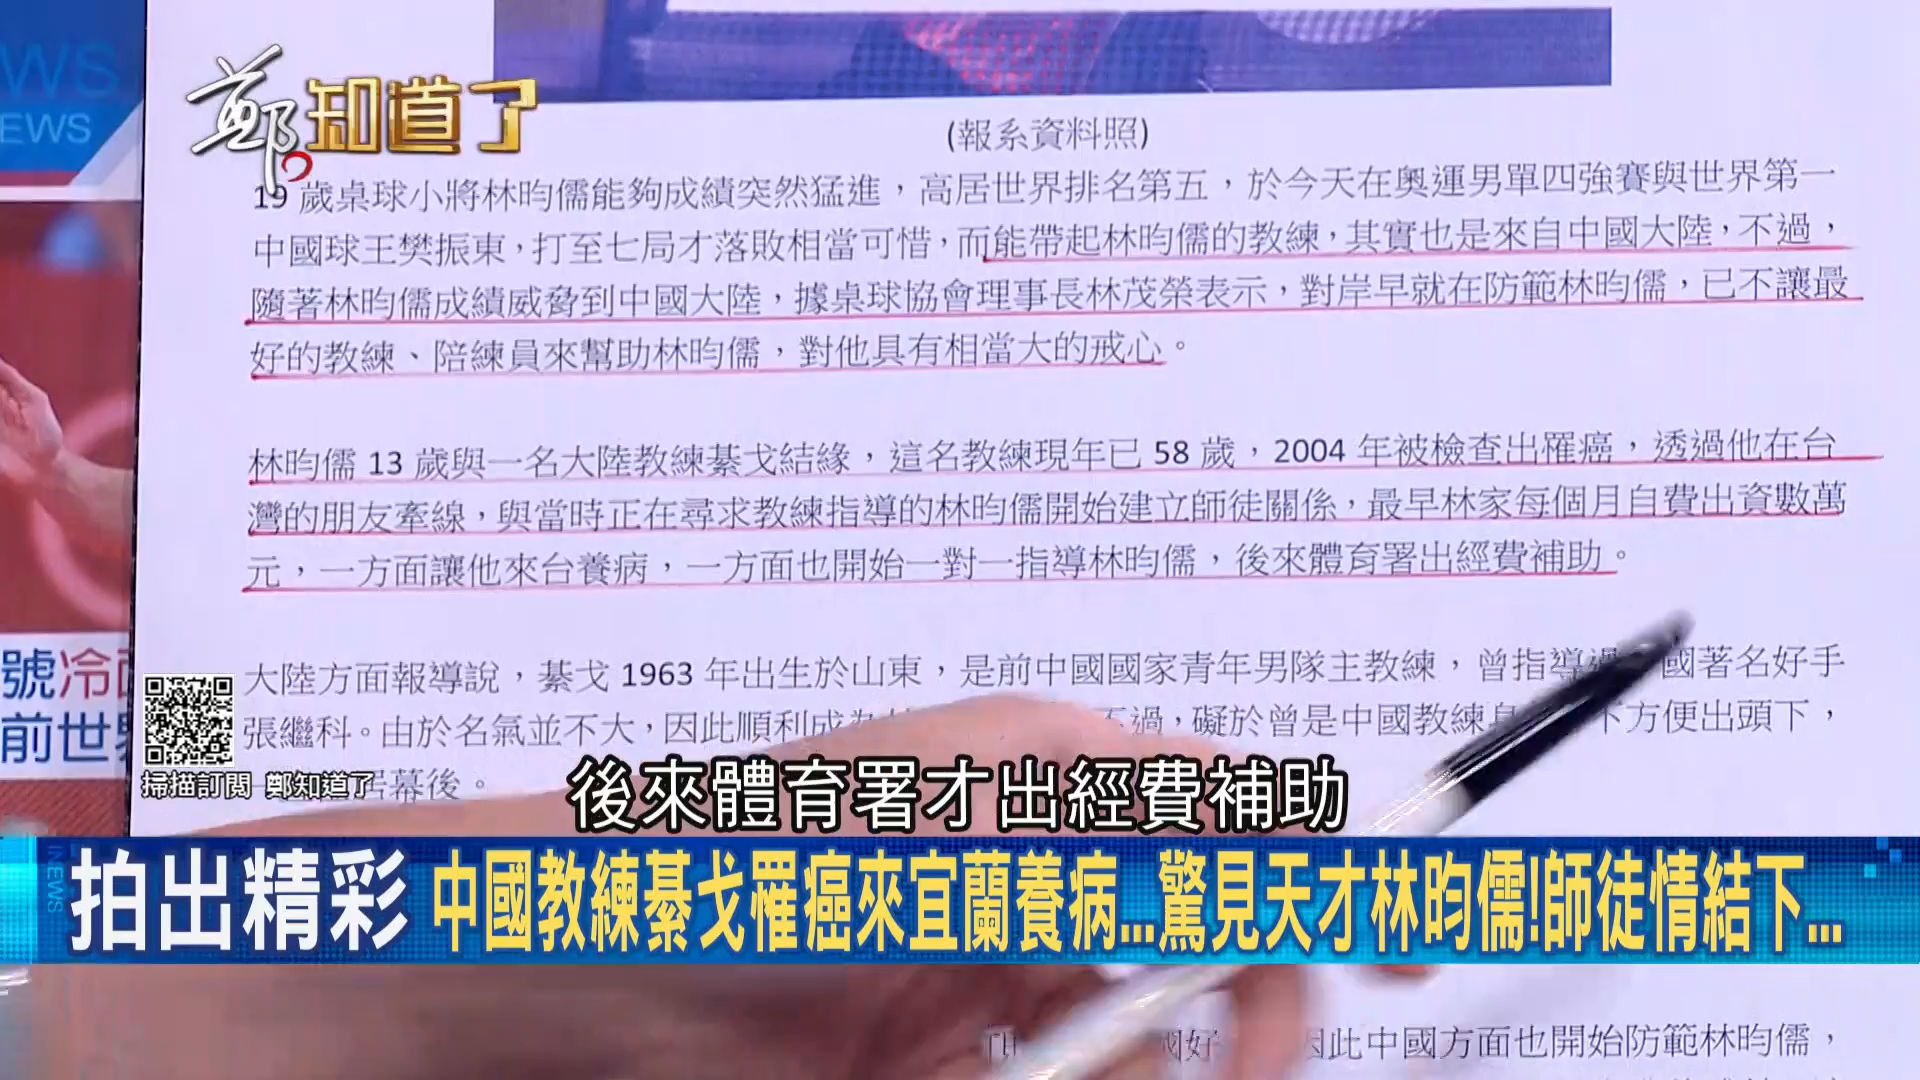 WS
EWS
鄭知道了
(報系資料照)
19 歲桌球小將林昀儒能夠成績突然猛進，高居世界排名第五，於今天在奧運男單四強賽與世界第一
中國球王樊振東，打至七局才落敗相當可惜，而能帶起林昀儒的教練，其實也是來自中國大陸，不過，
隨著林昀儒成績威脅到中國大陸，據桌球協會理事長林茂榮表示，對岸早就在防範林昀儒，已不讓最
好的教練、陪練員來幫助林昀儒，對他具有相當大的戒心。
林昀儒 13 歲與一名大陸教練綦戈結緣，這名教練現年已 58 歲，2004 年被檢查出罹癌，透過他在台
灣的朋友牽線，與當時正在尋求教練指導的林昀儒開始建立師徒關係，最早林家每個月自費出資數萬
元，一方面讓他來台養病，一方面也開始一對一指導林昀儒，後來體育署出經費補助。
號冷
前世
大陸方面報導說，綦戈 1963 年出生於山東，是前中國國家青年男隊主教練，曾指導過 國著名好手
張繼科。由於名氣並不大，因此順利成 不過，礙於曾是中國教練身 下方便出頭下，
居幕後。
掃描訂閱 鄭知道了
後來體育署才出經費補助
NEWS
拍出精彩 中國教練綦戈罹癌來宜蘭養病...驚見天才林昀儒!師徒情結下...
國好 因此中國方面也開始防範林昀儒，